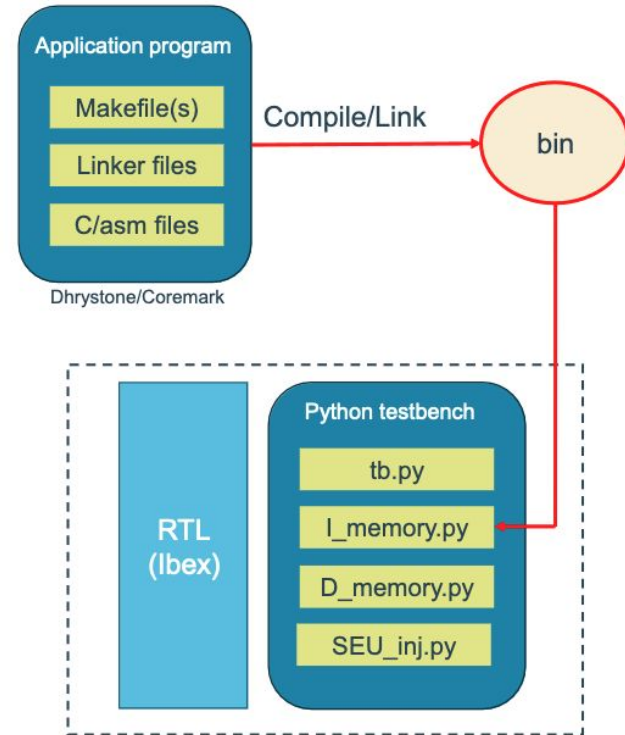 Application program
Makefile(s)
Linker files
C/asm files
Dhrystone/Coremark
Compile/Link
bin
RTL
(Ibex)
Python testbench
tb.py
I_memory.py
D_memory.py
SEU_inj.py